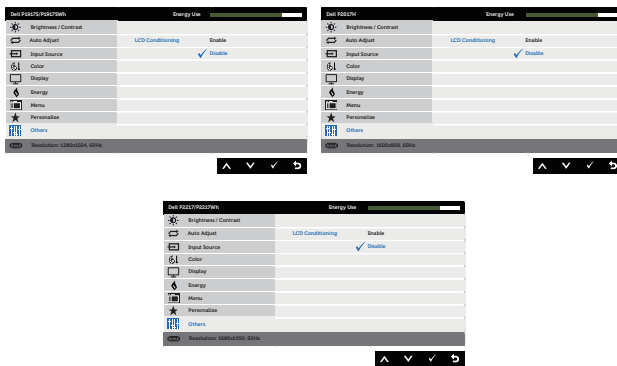 Dell P1917S/P1917SWh Energy Use
Brightness / Contrast
Auto Adjust LCD Conditioning Enable
Input Source Disable
Color
Display
Energy
Menu
Personalize
Others
Resolution: 1280x1024, 60Hz
Dell P2017H Energy Use
Brightness / Contrast
Auto Adjust LCD Conditioning Enable
Input Source Disable
Color
Display
Energy
Menu
Personalize
Others
Resolution: 1600x900, 60Hz
Dell P2217/P2217Wh Energy Use
Brightness / Contrast
Auto Adjust LCD Conditioning Enable
Input Source Disable
Color
Display
Energy
Menu
Personalize
Others
Resolution: 1680x1050, 60Hz